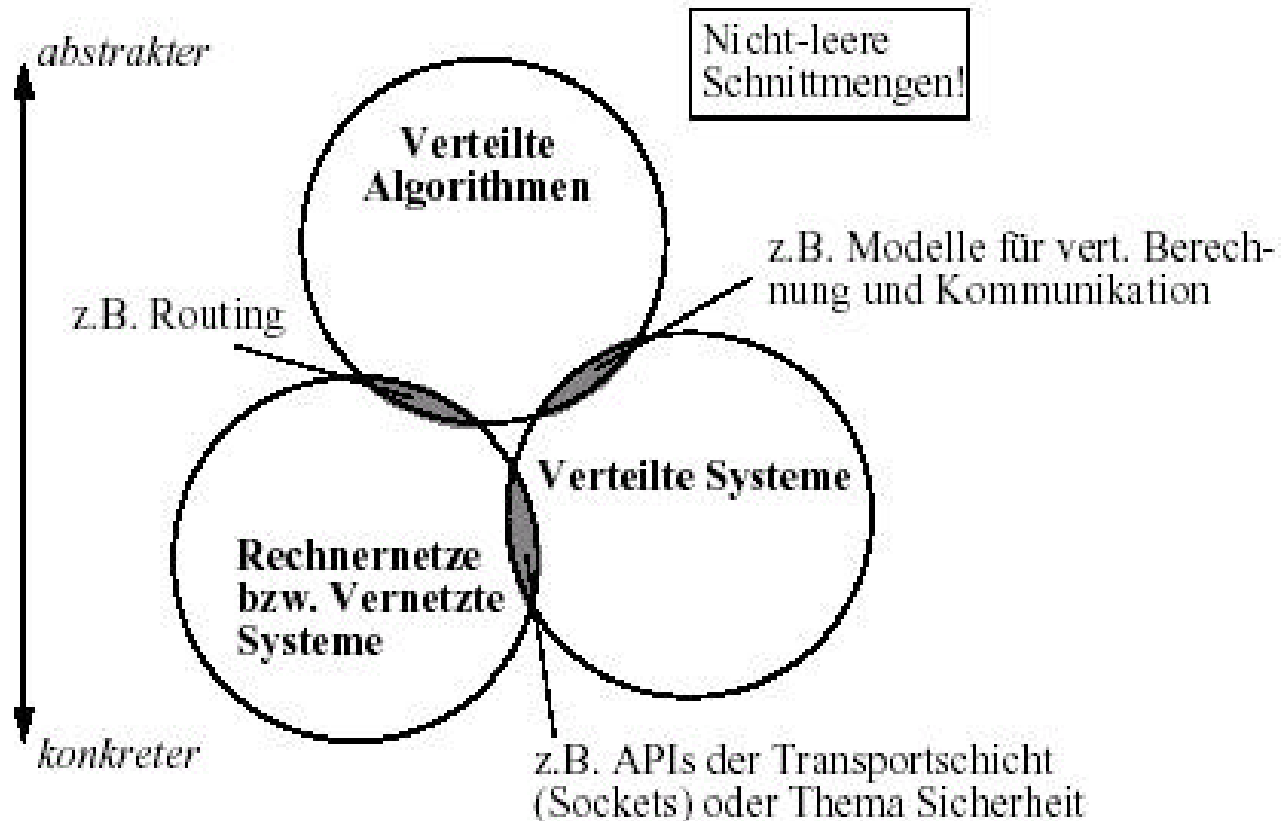 abstrakter
Nicht-leere
Schnittmengen!
Verteilte
Algorithmen
z.B. Modelle für vert. Berech-
nung und Kommunikation
z.B. Routing
Verteilte Systeme
Rechnernetze
bzw. Vernetzte
Systeme
konkreter
z.B. APIs der Transportschicht
(Sockets) oder Thema Sicherheit